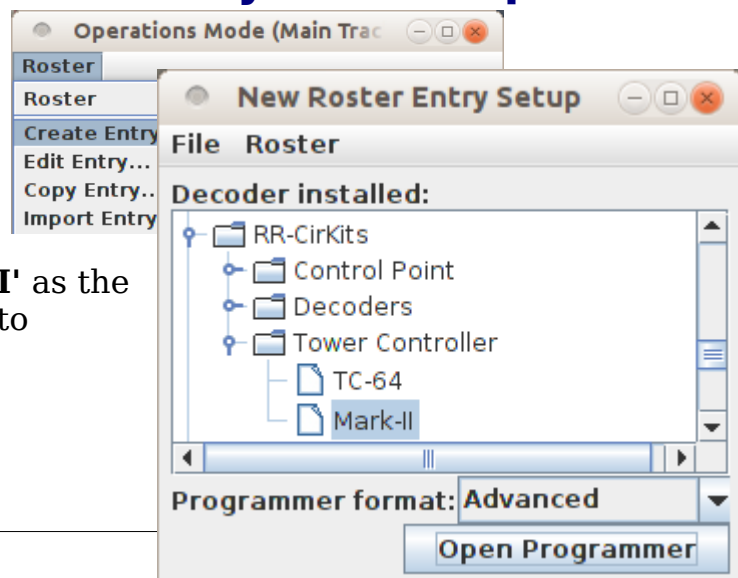 Operations Mode (Main Trac
Roster
Roster
Create Entry
Edit Entry...
Copy Entry..
Import Entry
I' as the
to
New Roster Entry Setup
File Roster
Decoder installed:
RR-CirKits
Control Point
Decoders
Tower Controller
TC-64
Mark-II
Programmer format: Advanced
Open Programmer